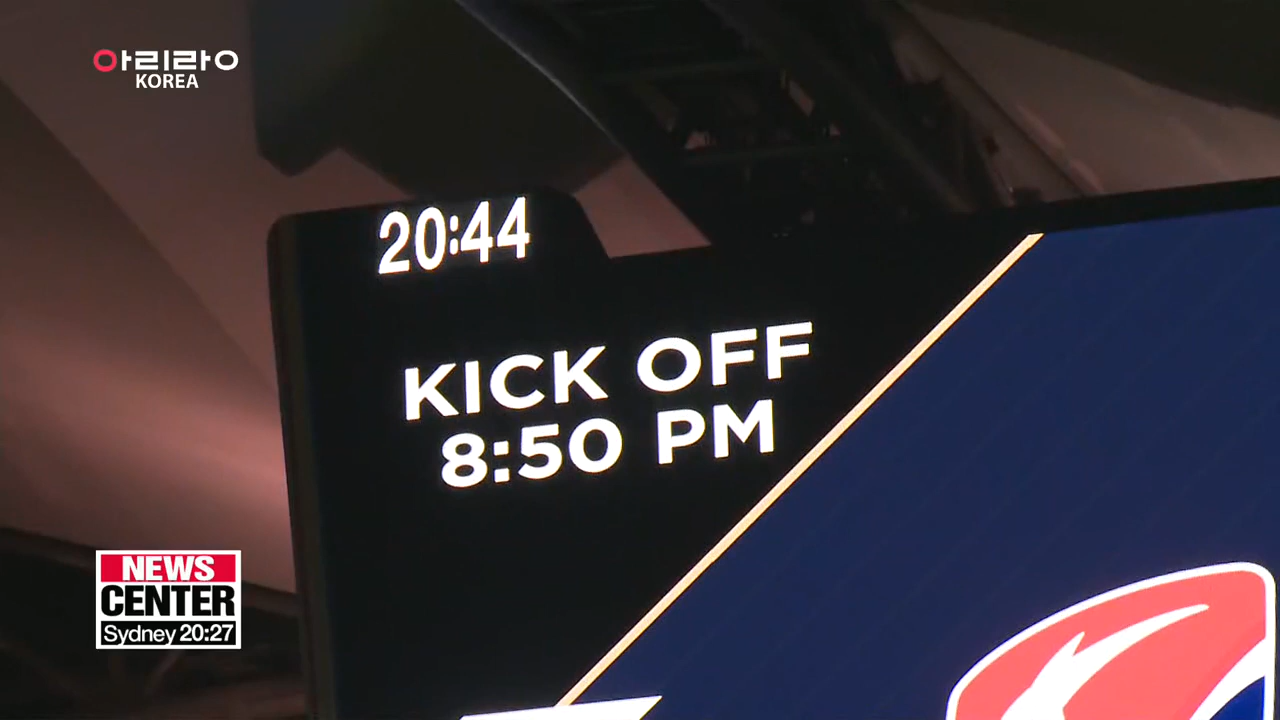 아리랑
KOREA
20:44
KICK OFF
8:50 PM
NEWS
CENTER
Sydney 20:27